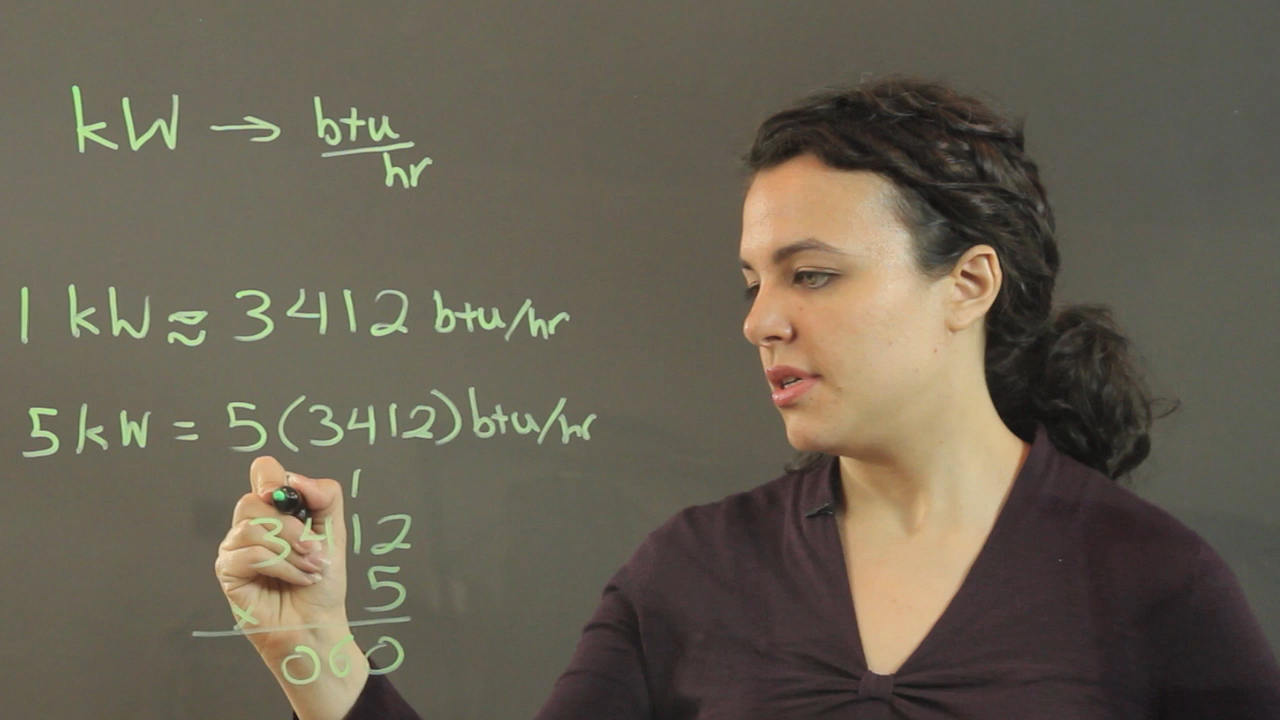 kW → btu/hr
1 kW ≈ 3412 btu/hr
5 kW = 5(3412) btu/hr
1
3412
x 5
060